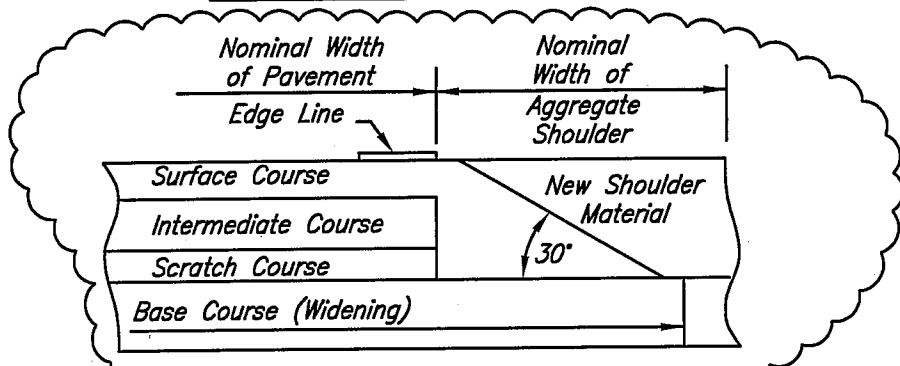 Nominal Width
of Pavement
Nominal
Width of
Aggregate
Shoulder
Edge Line
Surface Course
New Shoulder
Material
Intermediate Course
30°
Scratch Course
Base Course (Widening)